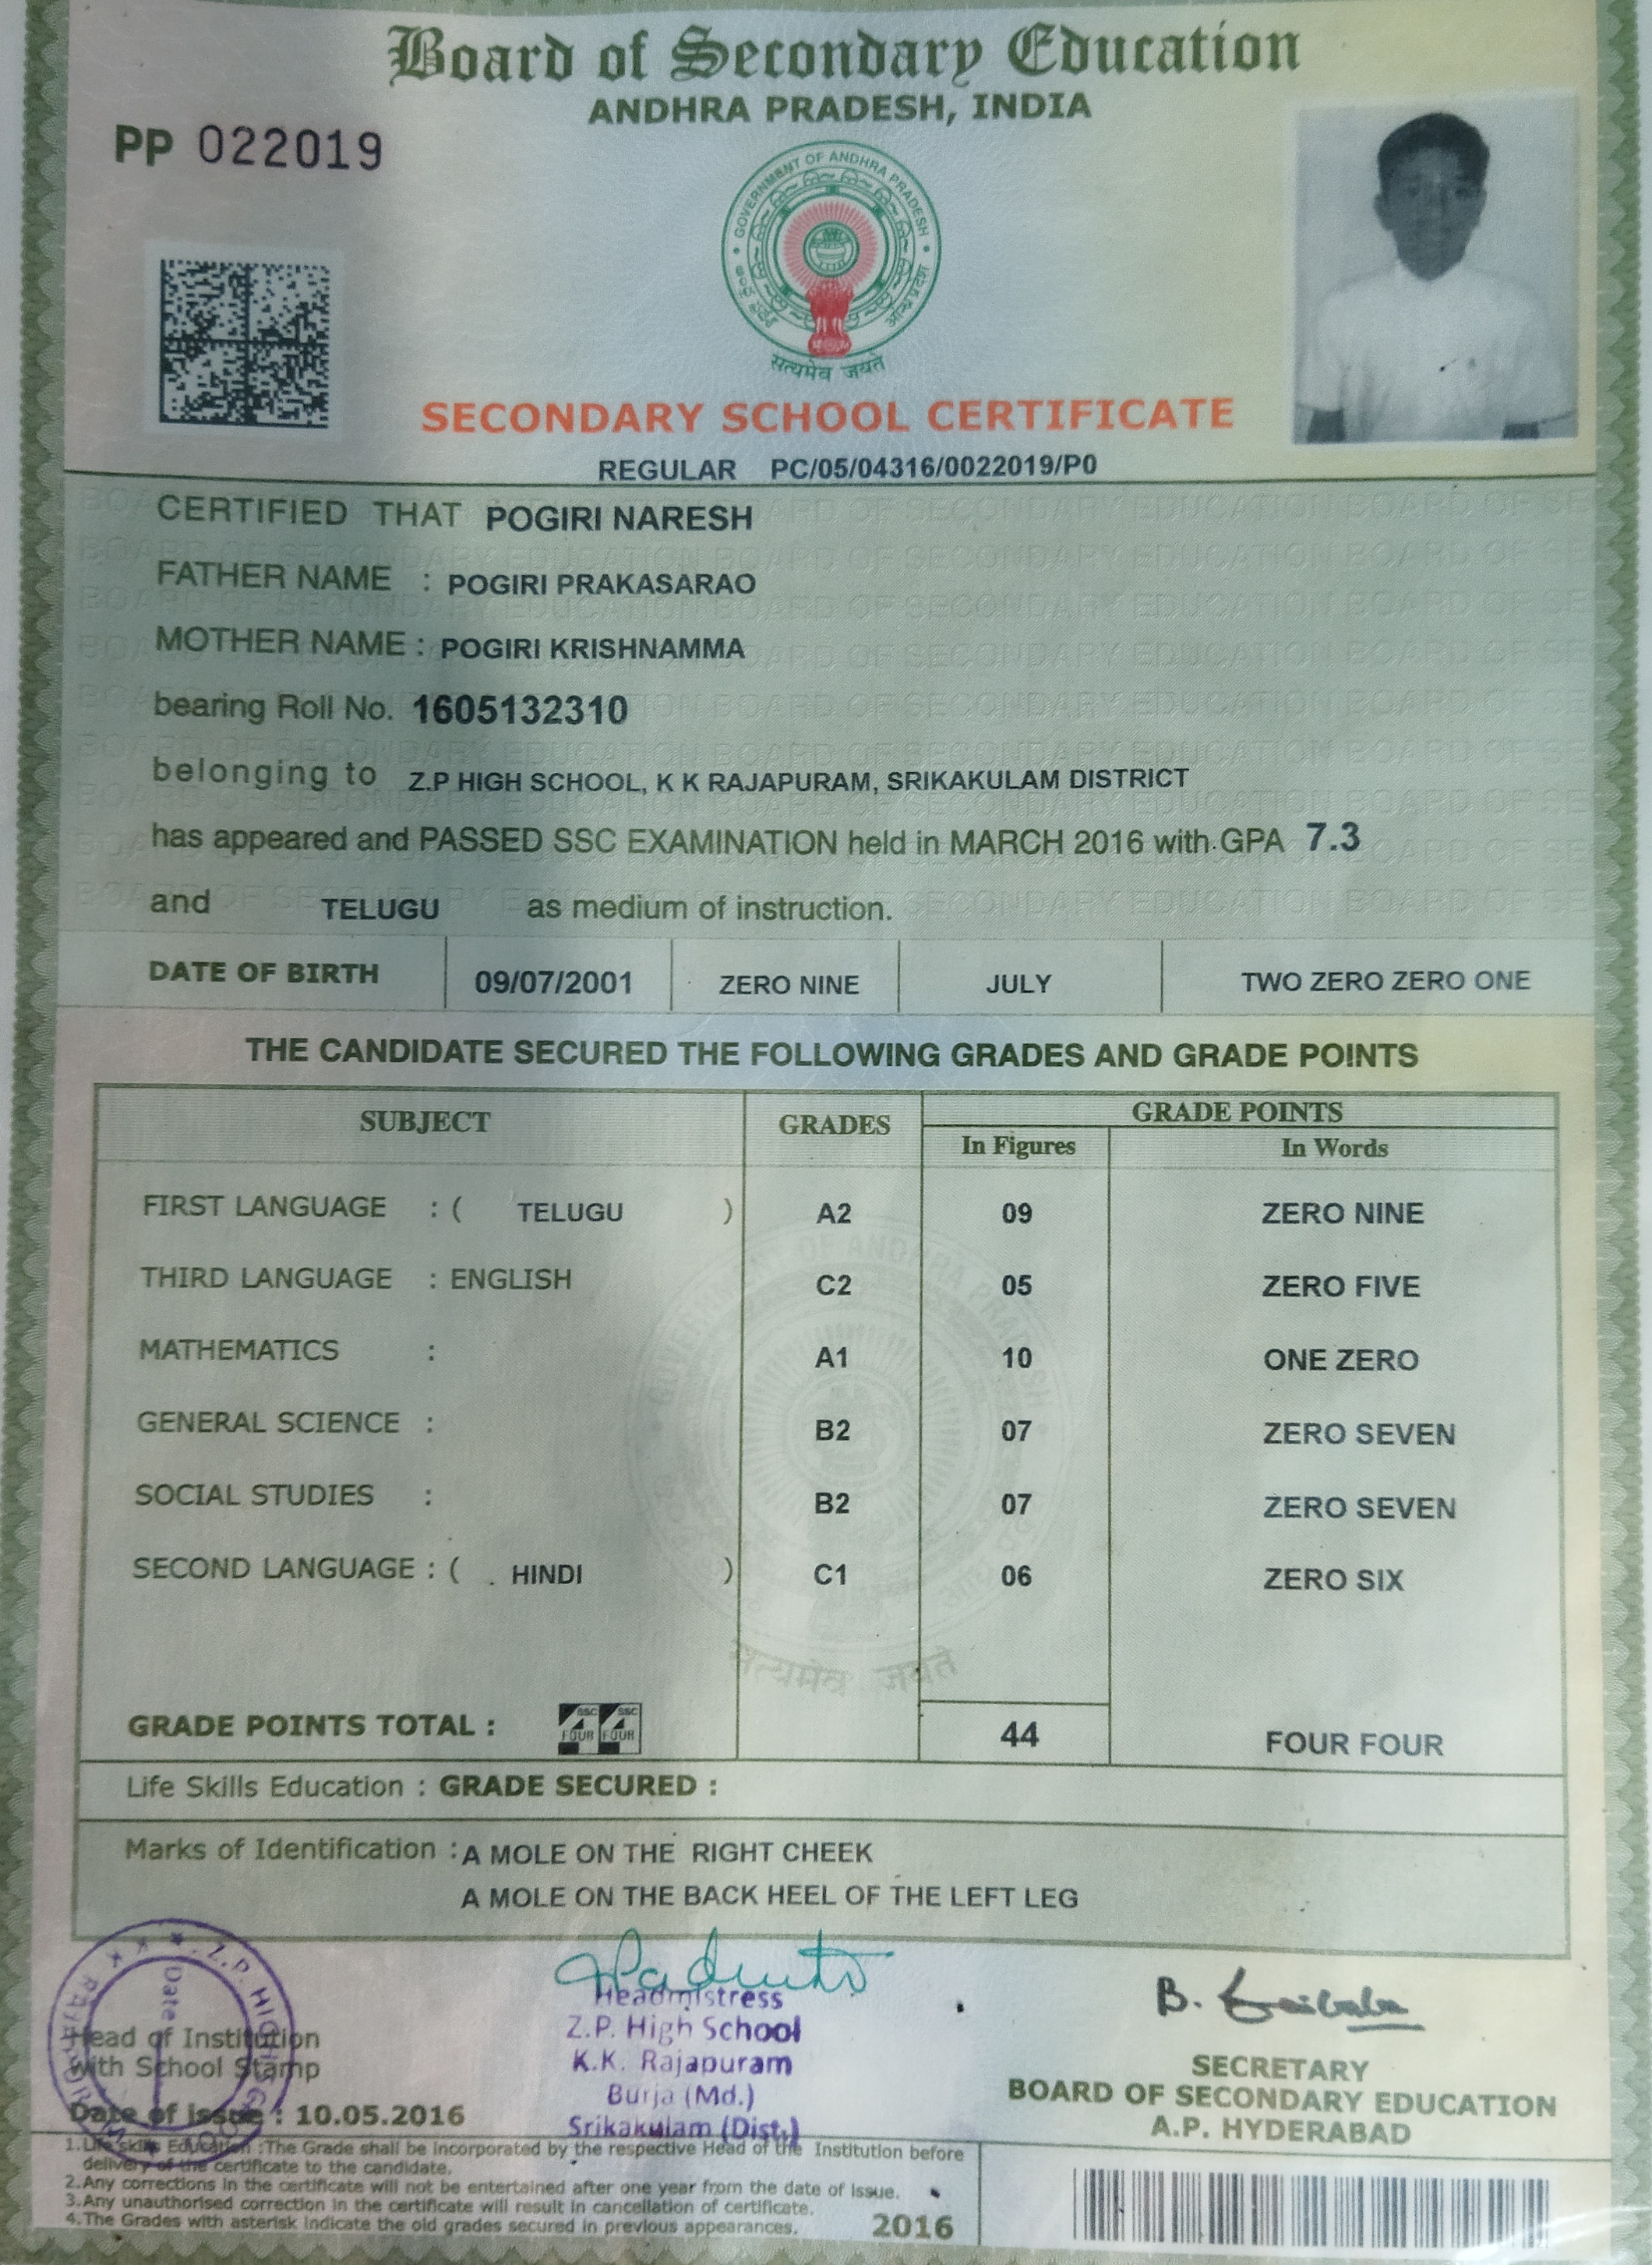 Board of Secondary Education
ANDHRA PRADESH, INDIA
PP 022019
GOVERNMENT OF ANDHRA PRADESH
सत्यमेव जयते
SECONDARY SCHOOL CERTIFICATE
REGULAR PC/05/04316/0022019/P0
CERTIFIED THAT POGIRI NARESH
FATHER NAME : POGIRI PRAKASARAO
MOTHER NAME : POGIRI KRISHNAMMA
bearing Roll No. 1605132310
belonging to Z.P HIGH SCHOOL, K K RAJAPURAM, SRIKAKULAM DISTRICT
has appeared and PASSED SSC EXAMINATION held in MARCH 2016 with GPA 7.3
and TELUGU as medium of instruction.
DATE OF BIRTH 09/07/2001 ZERO NINE JULY TWO ZERO ZERO ONE
THE CANDIDATE SECURED THE FOLLOWING GRADES AND GRADE POINTS
SUBJECT GRADES GRADE POINTS
In Figures In Words
FIRST LANGUAGE : ( TELUGU ) A2 09 ZERO NINE
THIRD LANGUAGE : ENGLISH C2 05 ZERO FIVE
MATHEMATICS : A1 10 ONE ZERO
GENERAL SCIENCE : B2 07 ZERO SEVEN
SOCIAL STUDIES : B2 07 ZERO SEVEN
SECOND LANGUAGE : ( . HINDI ) C1 06 ZERO SIX
सत्यमेव जयते
GRADE POINTS TOTAL : SSC FOUR SSC FOUR 44 FOUR FOUR
Life Skills Education : GRADE SECURED :
Marks of Identification : A MOLE ON THE RIGHT CHEEK
A MOLE ON THE BACK HEEL OF THE LEFT LEG
Date
Head of Institution
with School Stamp
Date of issue : 10.05.2016
Headmistress
Z.P. High School
K.K. Rajapuram
Burja (Md.)
Srikakulam (Dist.)
B.
SECRETARY
BOARD OF SECONDARY EDUCATION
A.P. HYDERABAD
1.Life skills Education :The Grade shall be incorporated by the respective Head of the Institution before
delivery of the certificate to the candidate.
2.Any corrections in the certificate will not be entertained after one year from the date of issue.
3.Any unauthorised correction in the certificate will result in cancellation of certificate.
4.The Grades with asterisk indicate the old grades secured in previous appearances.
2016